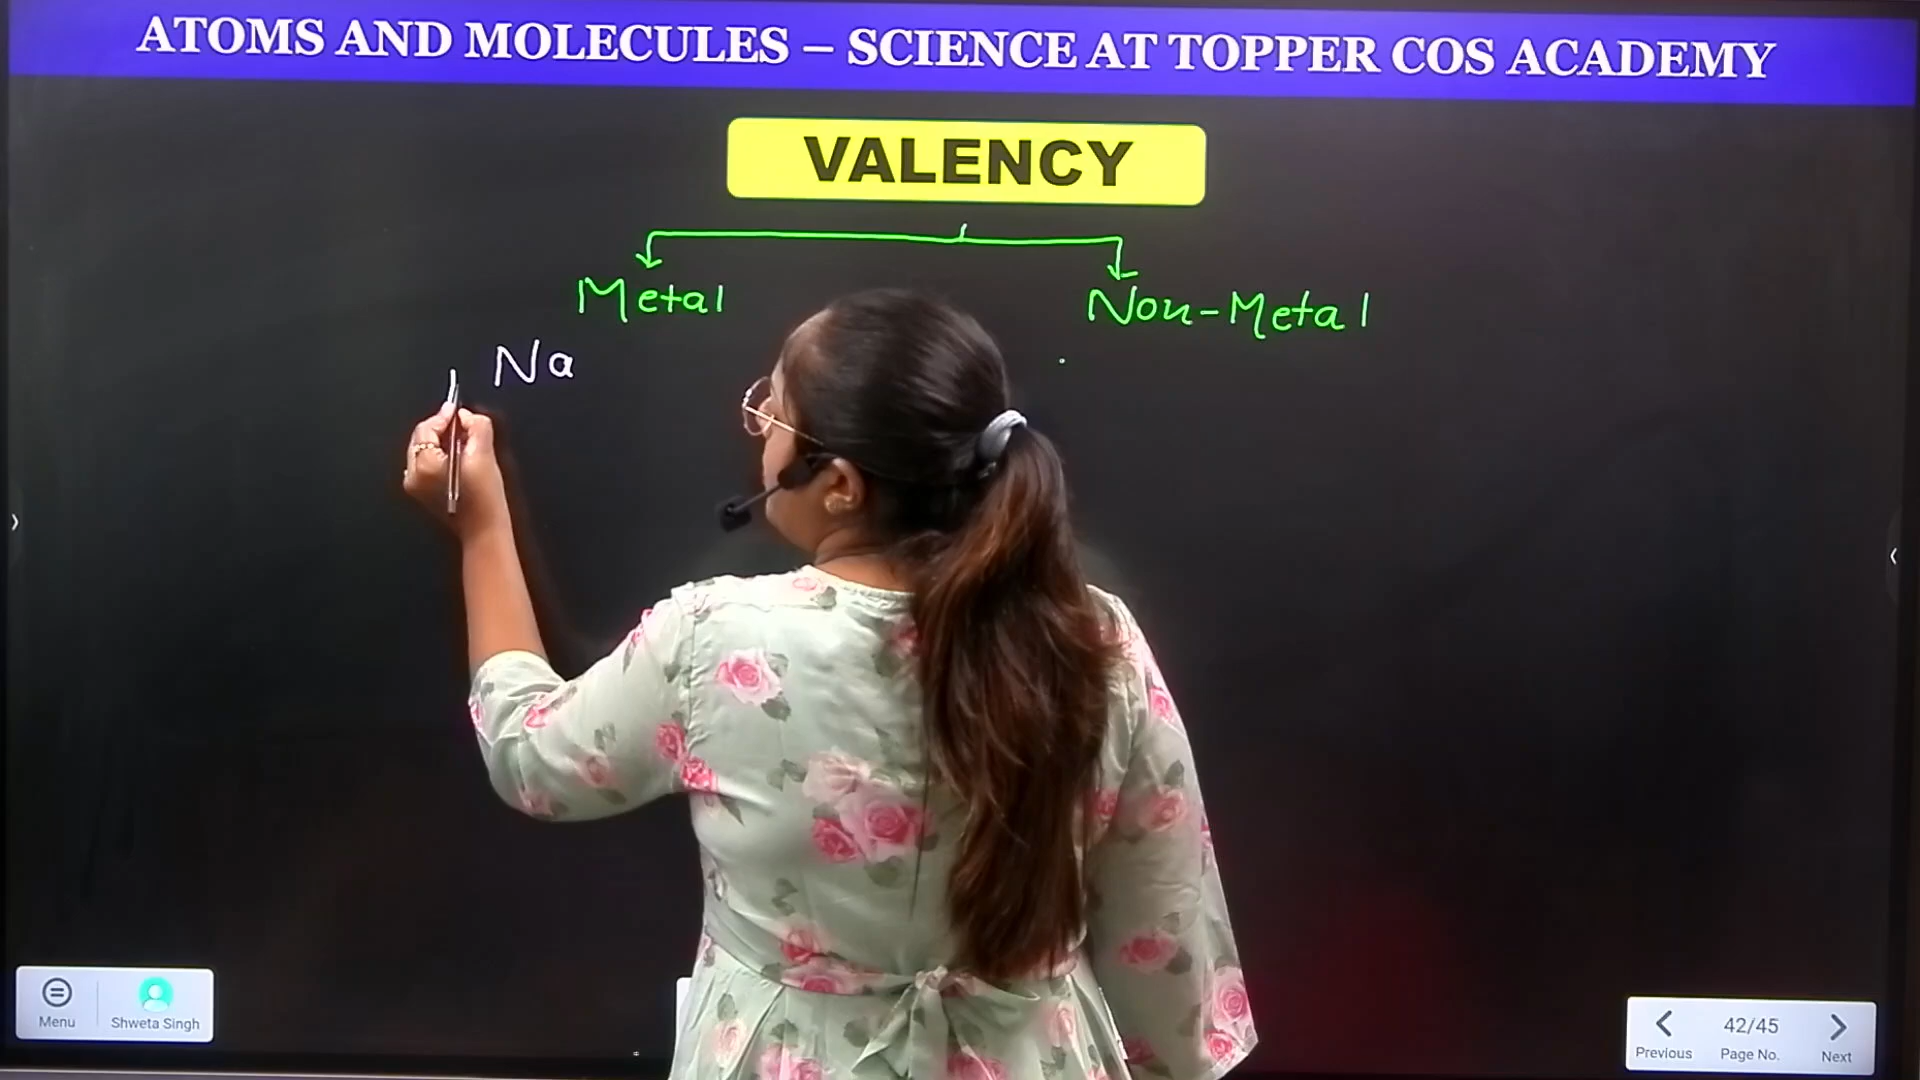 ATOMS AND MOLECULES – SCIENCE AT TOPPER COS ACADEMY
VALENCY
Metal Non-Metal
Na
Menu Shweta Singh
42/45
Previous Page No. Next